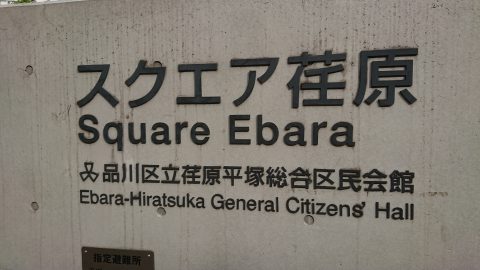 スクエア荏原
Square Ebara
品川区立荏原平塚総合区民会館
Ebara-Hiratsuka General Citizens' Hall
指定避難所